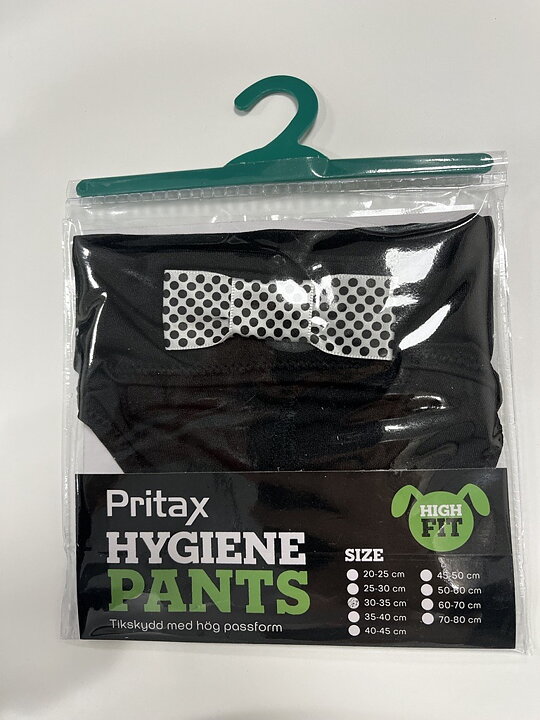 Pritax
HYGIENE
PANTS
Tikskydd med hög passform
HIGH
FIT
SIZE
20-25 cm
25-30 cm
30-35 cm
35-40 cm
40-45 cm
45-50 cm
50-60 cm
60-70 cm
70-80 cm